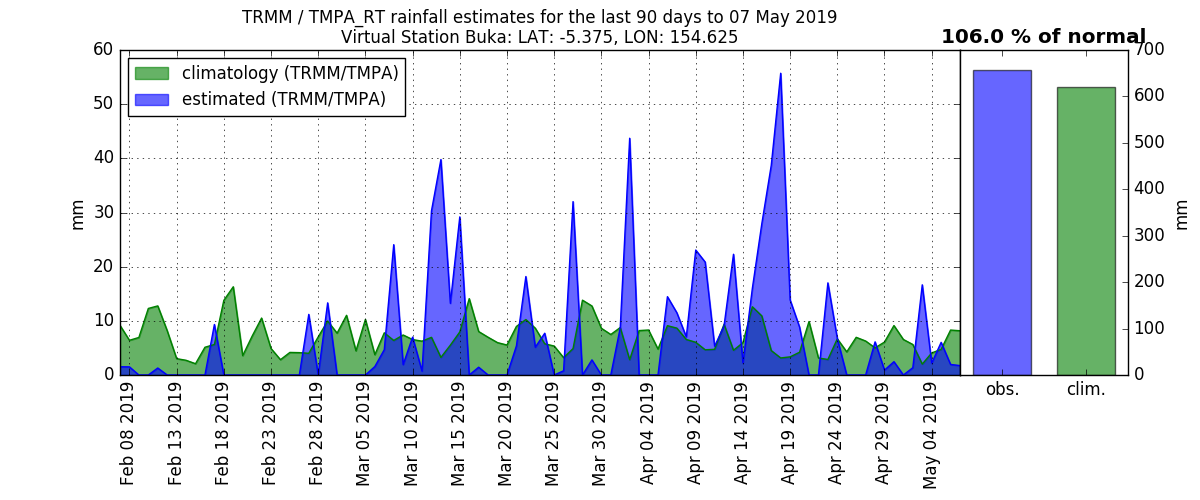 TRMM / TMPA_RT rainfall estimates for the last 90 days to 07 May 2019
Virtual Station Buka: LAT: -5.375, LON: 154.625
106.0 % of normal
climatology (TRMM/TMPA)
estimated (TRMM/TMPA)
60
50
40
30
20
10
0
mm
700
600
500
400
300
200
100
0
mm
Feb 08 2019
Feb 13 2019
Feb 18 2019
Feb 23 2019
Feb 28 2019
Mar 05 2019
Mar 10 2019
Mar 15 2019
Mar 20 2019
Mar 25 2019
Mar 30 2019
Apr 04 2019
Apr 09 2019
Apr 14 2019
Apr 19 2019
Apr 24 2019
Apr 29 2019
May 04 2019
obs.
clim.